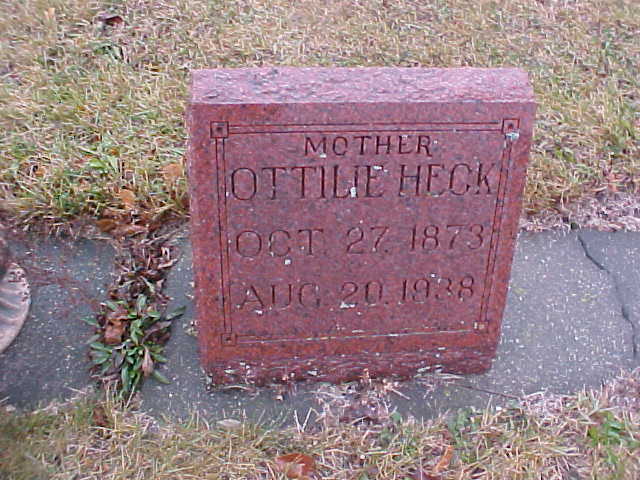 MOTHER
OTTILIE HECK
OCT. 27, 1873
AUG. 20, 1938